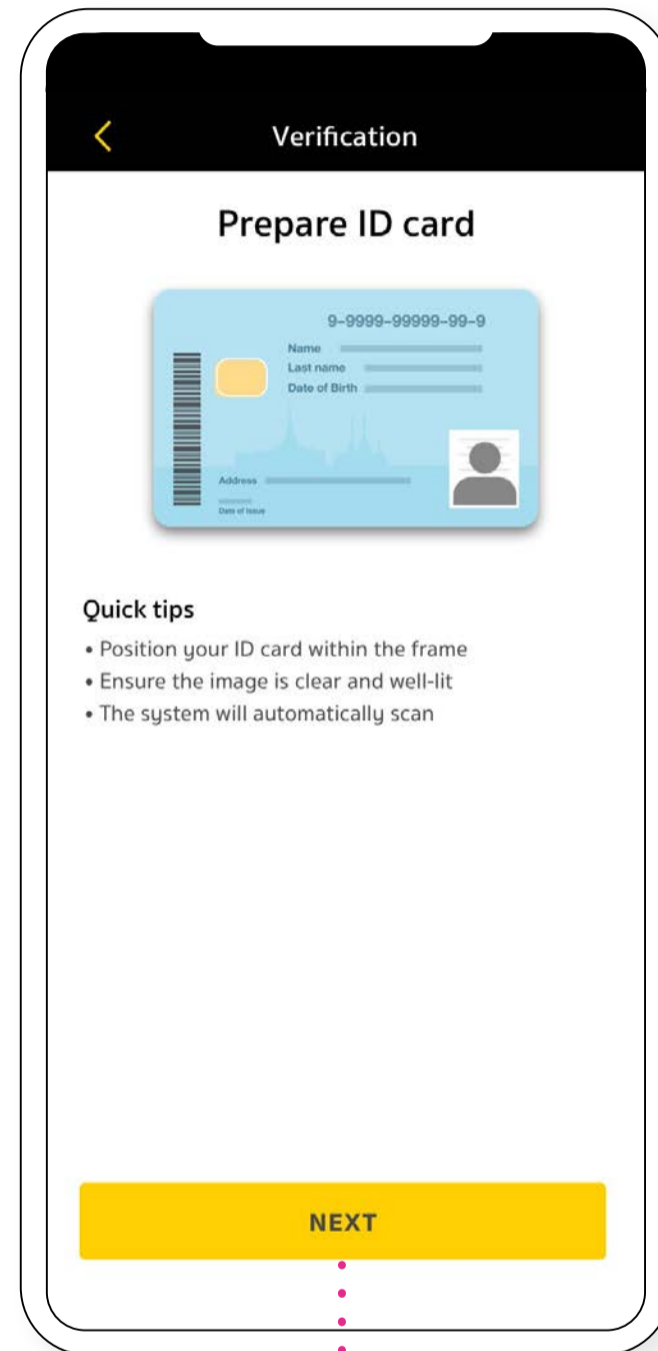 Verification
Prepare ID card
9-9999-99999-99-9
Name
Last name
Date of Birth
Address
Date of Issue
Quick tips
• Position your ID card within the frame
• Ensure the image is clear and well-lit
• The system will automatically scan
NEXT